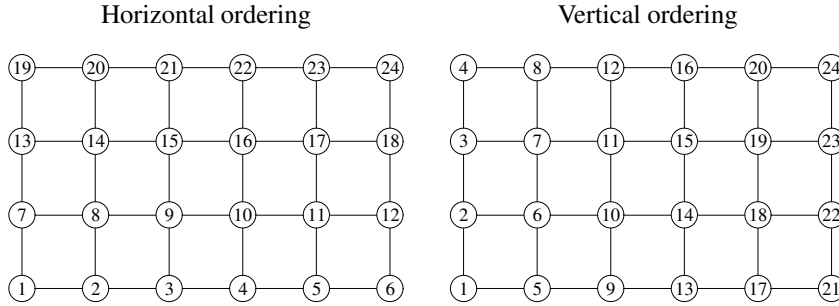 Horizontal ordering
Vertical ordering
19 20 21 22 23 24
4 8 12 16 20 24
13 14 15 16 17 18
3 7 11 15 19 23
7 8 9 10 11 12
2 6 10 14 18 22
1 2 3 4 5 6
1 5 9 13 17 21